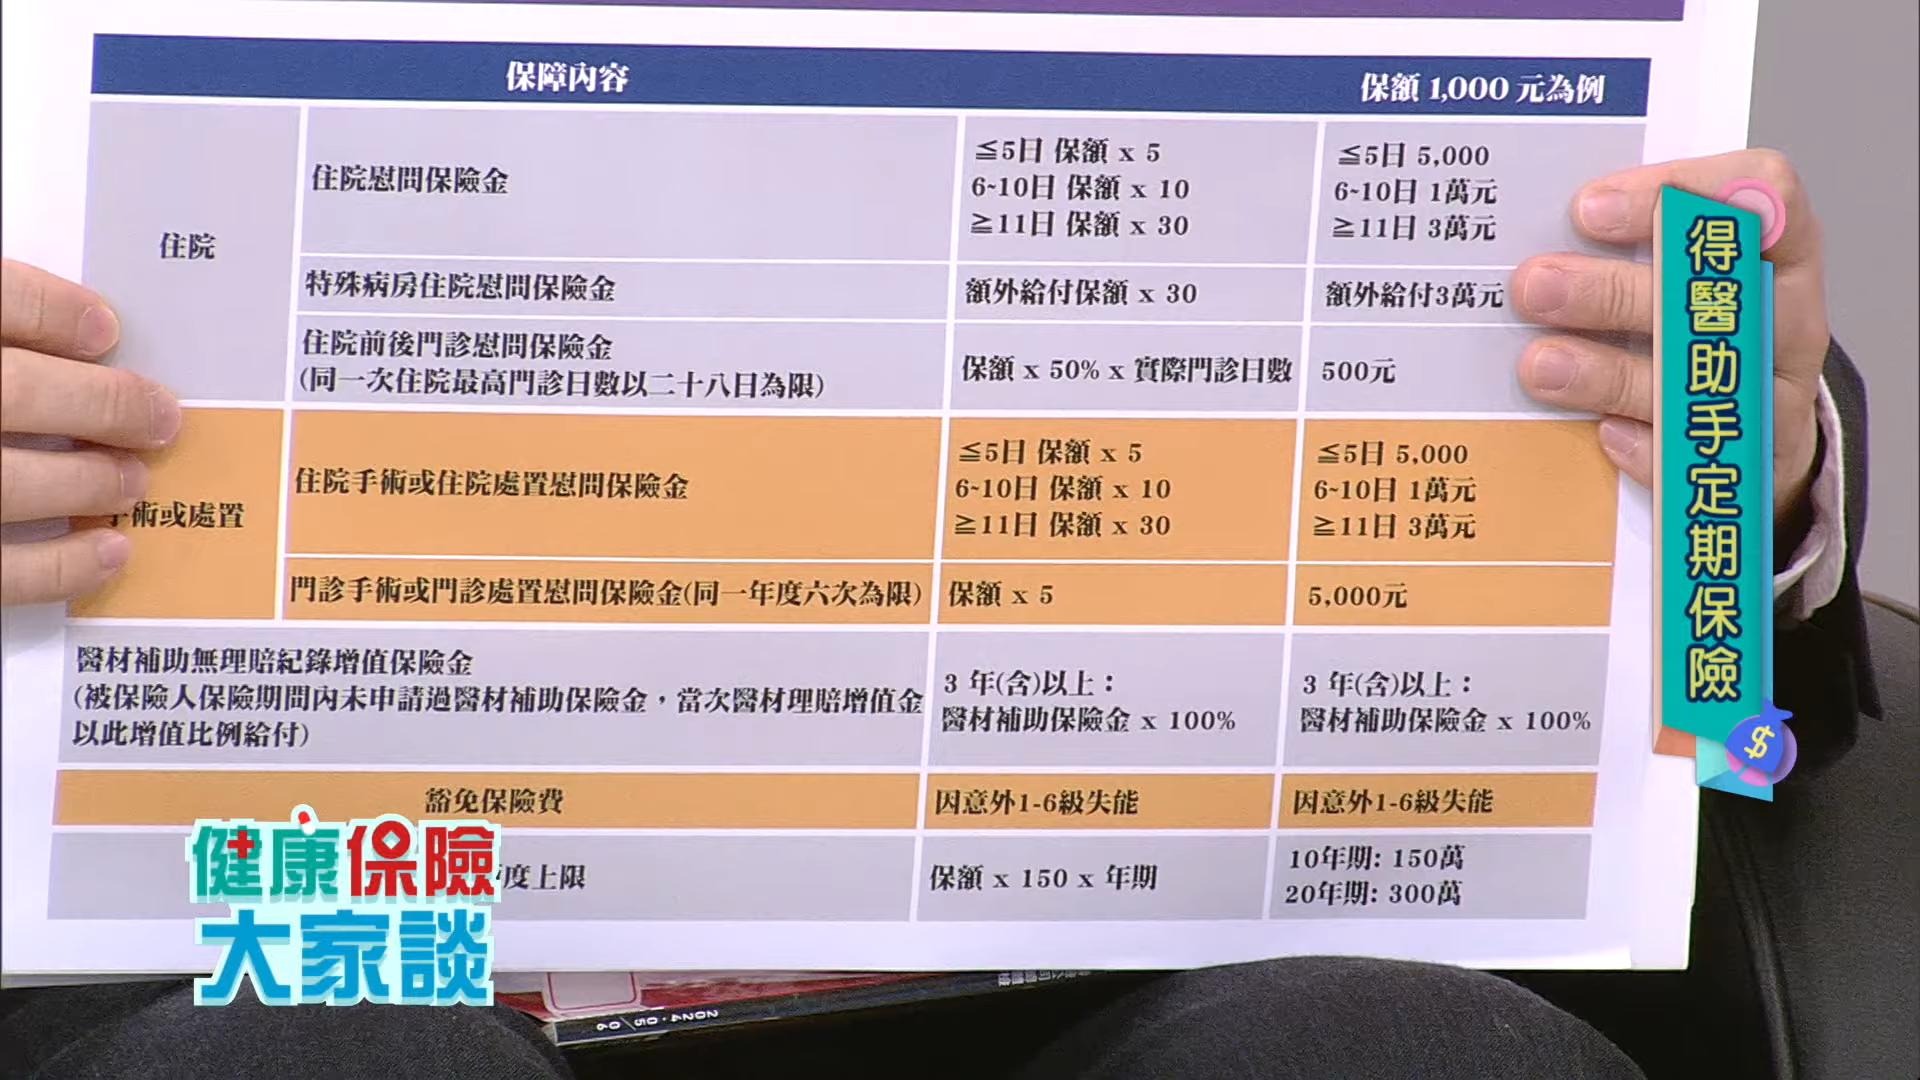 保障內容
保額 1,000 元為例
住院
住院慰問保險金
≦5日 保額 x 5
6~10日 保額 x 10
≧11日 保額 x 30
≦5日 5,000
6~10日 1萬元
≧11日 3萬元
特殊病房住院慰問保險金
額外給付保額 x 30
額外給付3萬元
住院前後門診慰問保險金
(同一次住院最高門診日數以二十八日為限)
保額 x 50% x 實際門診日數
500元
手術或處置
住院手術或住院處置慰問保險金
≦5日 保額 x 5
6~10日 保額 x 10
≧11日 保額 x 30
≦5日 5,000
6~10日 1萬元
≧11日 3萬元
門診手術或門診處置慰問保險金(同一年度六次為限)
保額 x 5
5,000元
醫材補助無理賠紀錄增值保險金
(被保險人保險期間內未申請過醫材補助保險金，當次醫材理賠增值金
以此增值比例給付)
3 年(含)以上：
醫材補助保險金 x 100%
3 年(含)以上：
醫材補助保險金 x 100%
豁免保險費
因意外1-6級失能
因意外1-6級失能
度上限
保額 x 150 x 年期
10年期: 150萬
20年期: 300萬
得醫助手定期保險
$
健康保險
大家談
2024.05/06